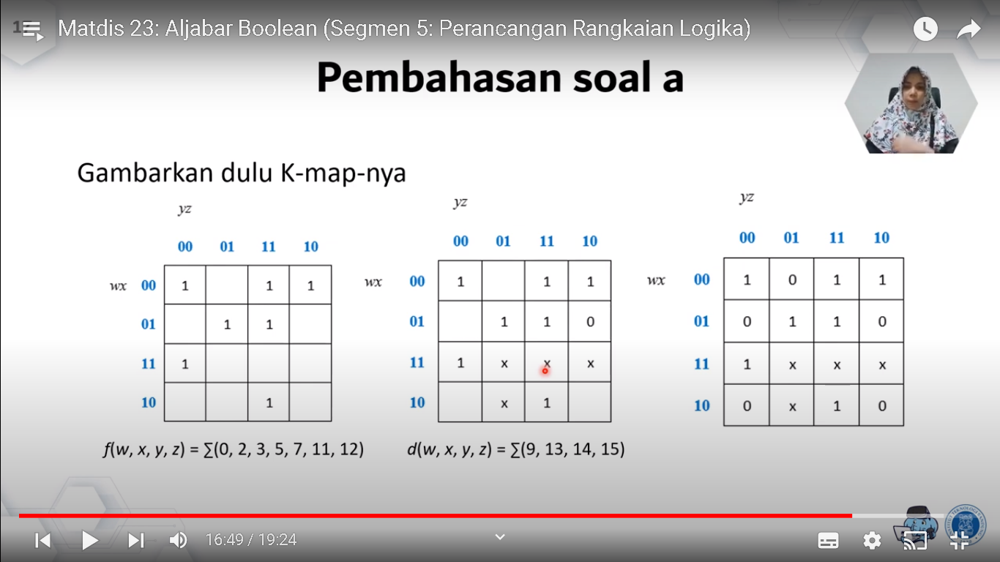 Matdis 23: Aljabar Boolean (Segmen 5: Perancangan Rangkaian Logika)
Pembahasan soal a
Gambarkan dulu K-map-nya
yz
00 01 11 10
wx 00 1 1 1
01 1 1
11 1
10 1
f(w, x, y, z) = ∑(0, 2, 3, 5, 7, 11, 12)
yz
00 01 11 10
wx 00 1 1 1
01 1 1 0
11 1 x x x
10 x 1
d(w, x, y, z) = ∑(9, 13, 14, 15)
yz
00 01 11 10
wx 00 1 0 1 1
01 0 1 1 0
11 1 x x x
10 0 x 1 0
16:49 / 19:24